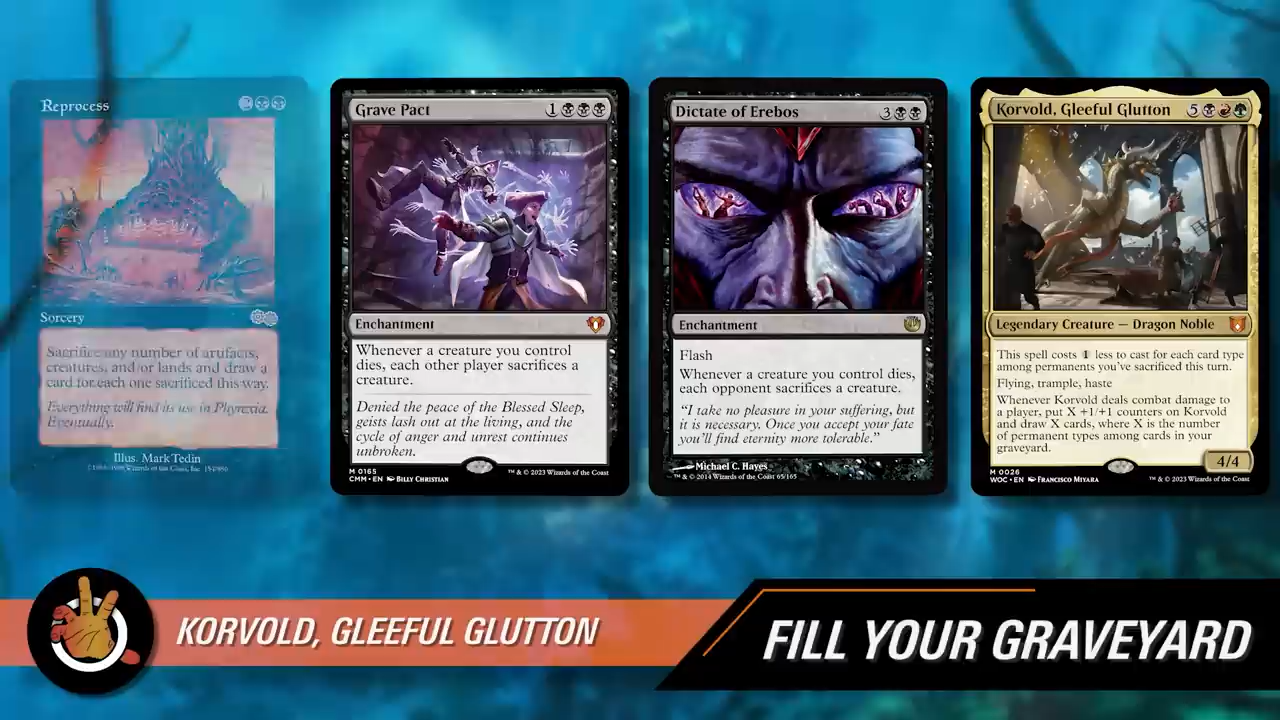 Reprocess
Sorcery
Sacrifice any number of artifacts,
creatures, and/or lands and draw a
card for each one sacrificed this way.
Everything will find its use in Phyrexia.
Eventually.
Illus. Mark Tedin
Grave Pact 1
Enchantment
Whenever a creature you control
dies, each other player sacrifices a
creature.
Denied the peace of the Blessed Sleep,
geists lash out at the living, and the
cycle of anger and unrest continues
unbroken.
M 0165
CMM • EN BILLY CHRISTIAN
™ & © 2023 Wizards of the Coast
Dictate of Erebos 3
Enchantment
Flash
Whenever a creature you control dies,
each opponent sacrifices a creature.
“I take no pleasure in your suffering, but
it is necessary. Once you accept your fate
you’ll find eternity more tolerable.”
Michael C. Hayes
™ & © 2014 Wizards of the Coast 65/165
Korvold, Gleeful Glutton 5
Legendary Creature — Dragon Noble
This spell costs 1 less to cast for each card type
among permanents you’ve sacrificed this turn.
Flying, trample, haste
Whenever Korvold deals combat damage to
a player, put X +1/+1 counters on Korvold
and draw X cards, where X is the number
of permanent types among cards in your
graveyard.
4/4
M 0026
WOC • EN FRANCISCO MIYARA
™ & © 2023 Wizards of the Coast
KORVOLD, GLEEFUL GLUTTON
FILL YOUR GRAVEYARD